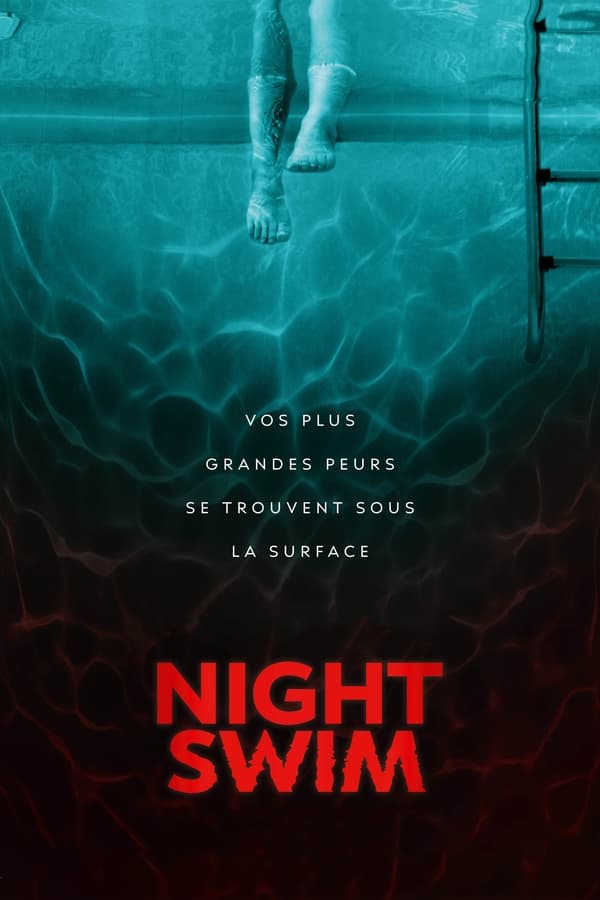 VOS PLUS
GRANDES PEURS
SE TROUVENT SOUS
LA SURFACE
NIGHT
SWIM